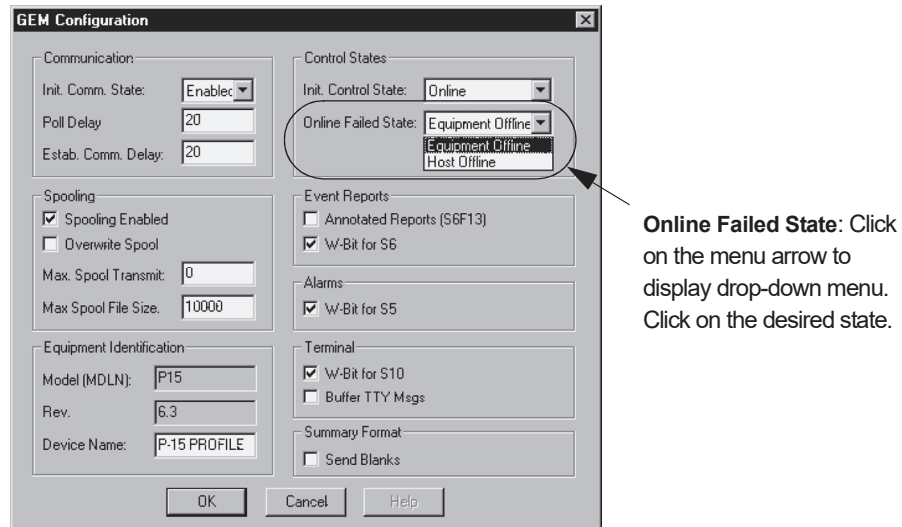 GEM Configuration
Communication
Init. Comm. State: Enabled
Poll Delay 20
Estab. Comm. Delay: 20
Control States
Init. Control State: Online
Online Failed State: Equipment Offline
Equipment Offline
Host Offline
Spooling
Spooling Enabled
Overwrite Spool
Max. Spool Transmit: 0
Max Spool File Size. 10000
Event Reports
Annotated Reports (S6F13)
W-Bit for S6
Alarms
W-Bit for S5
Equipment Identification
Model (MDLN): P15
Rev. 6.3
Device Name: P-15 PROFILE
Terminal
W-Bit for S10
Buffer TTY Msgs
Summary Format
Send Blanks
OK Cancel Help
Online Failed State: Click
on the menu arrow to
display drop-down menu.
Click on the desired state.